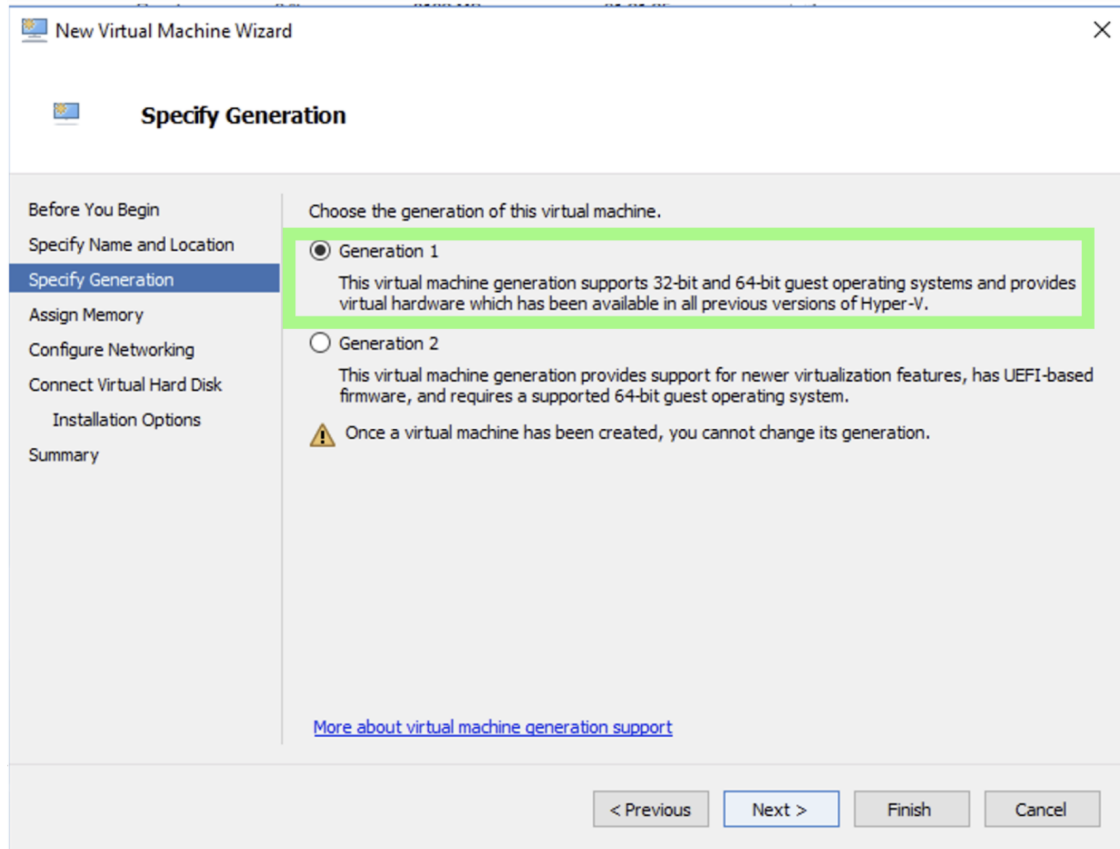 New Virtual Machine Wizard
Specify Generation
Before You Begin
Specify Name and Location
Specify Generation
Assign Memory
Configure Networking
Connect Virtual Hard Disk
Installation Options
Summary
Choose the generation of this virtual machine.
Generation 1
This virtual machine generation supports 32-bit and 64-bit guest operating systems and provides
virtual hardware which has been available in all previous versions of Hyper-V.
Generation 2
This virtual machine generation provides support for newer virtualization features, has UEFI-based
firmware, and requires a supported 64-bit guest operating system.
Once a virtual machine has been created, you cannot change its generation.
More about virtual machine generation support
< Previous
Next >
Finish
Cancel